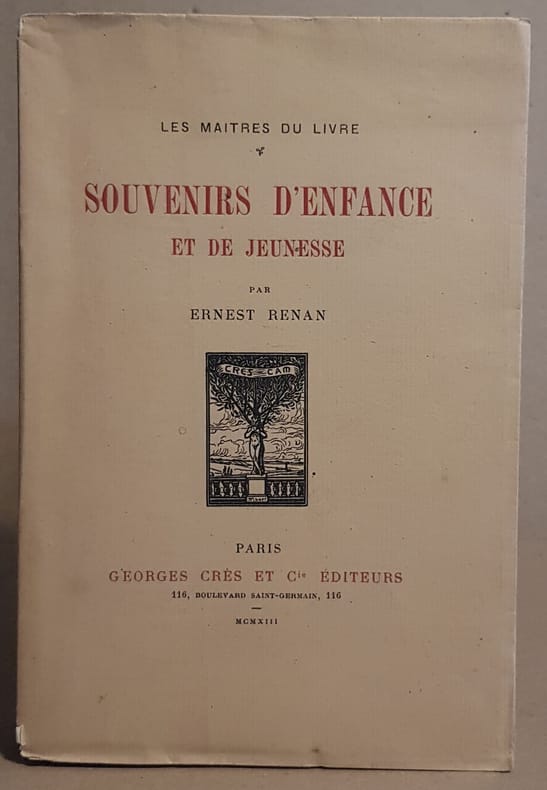 LES MAITRES DU LIVRE
SOUVENIRS D'ENFANCE
ET DE JEUNESSE
PAR
ERNEST RENAN
CRES CAM
PARIS
GEORGES CRÈS ET Cie ÉDITEURS
116, BOULEVARD SAINT-GERMAIN, 116
MCMXIII